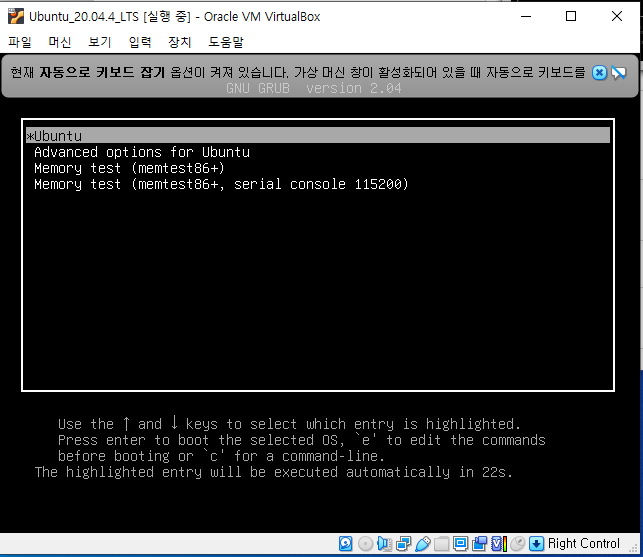 Ubuntu_20.04.4_LTS [실행 중] - Oracle VM VirtualBox
파일 머신 보기 입력 장치 도움말
현재 자동으로 키보드 잡기 옵션이 켜져 있습니다. 가상 머신 창이 활성화되어 있을 때 자동으로 키보드를
GNU GRUB version 2.04
*Ubuntu
Advanced options for Ubuntu
Memory test (memtest86+)
Memory test (memtest86+, serial console 115200)
Use the ↑ and ↓ keys to select which entry is highlighted.
Press enter to boot the selected OS, `e' to edit the commands
before booting or `c' for a command-line.
The highlighted entry will be executed automatically in 22s.
Right Control